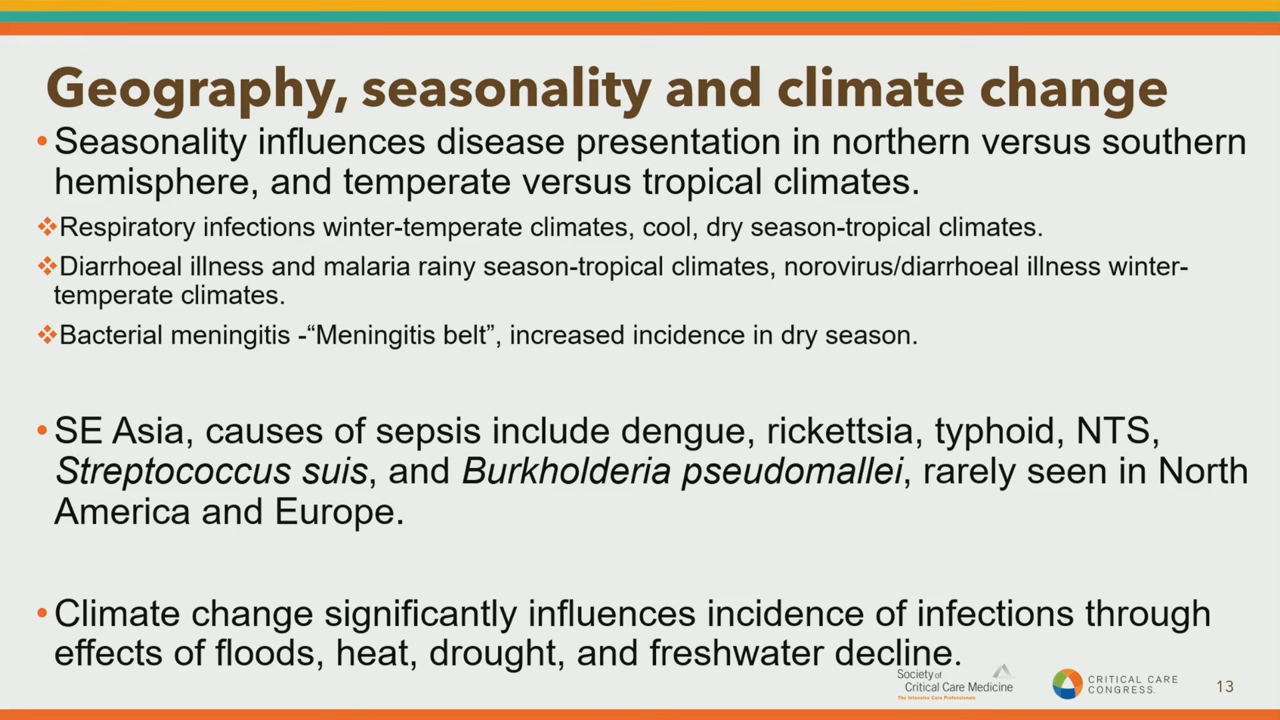 Geography, seasonality and climate change
• Seasonality influences disease presentation in northern versus southern
hemisphere, and temperate versus tropical climates.
❖Respiratory infections winter-temperate climates, cool, dry season-tropical climates.
❖Diarrhoeal illness and malaria rainy season-tropical climates, norovirus/diarrhoeal illness winter-
temperate climates.
❖Bacterial meningitis -“Meningitis belt”, increased incidence in dry season.
• SE Asia, causes of sepsis include dengue, rickettsia, typhoid, NTS,
Streptococcus suis, and Burkholderia pseudomallei, rarely seen in North
America and Europe.
• Climate change significantly influences incidence of infections through
effects of floods, heat, drought, and freshwater decline.
Society of
Critical Care Medicine
The Intensive Care Professionals
CRITICAL CARE
CONGRESS.
13